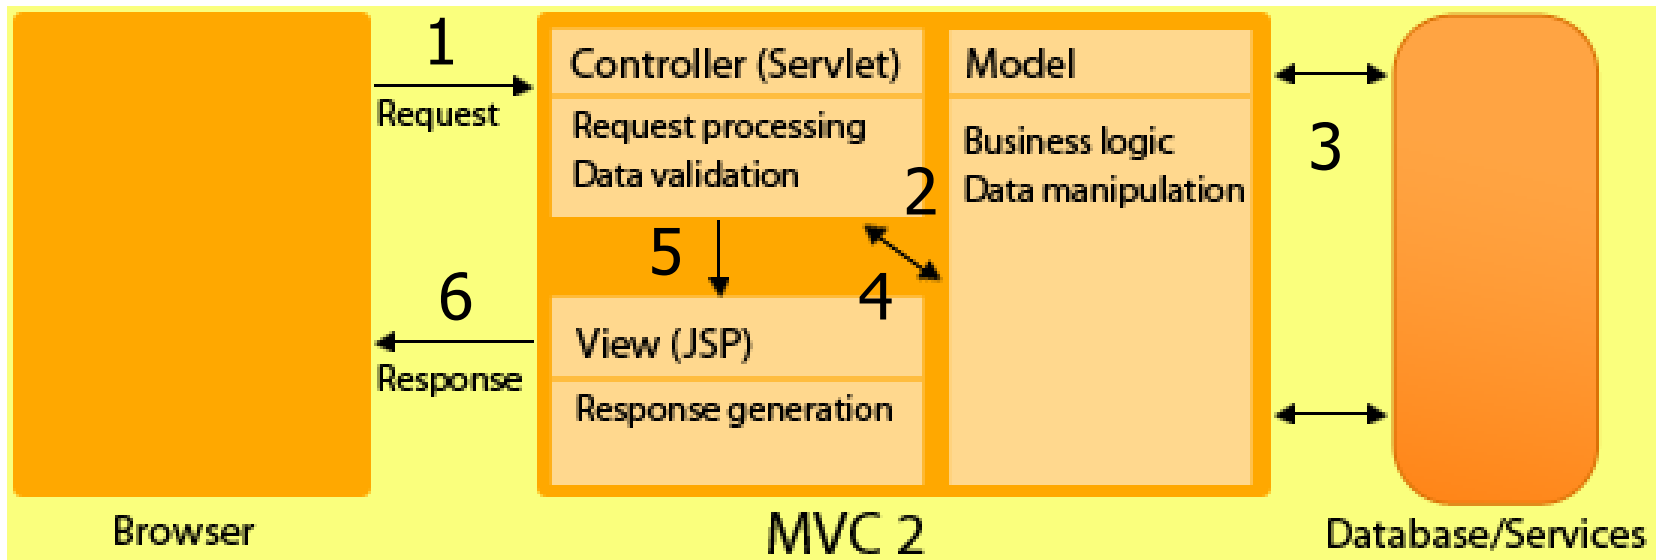 1
Request
Controller (Servlet)
Request processing
Data validation
2
Model
Business logic
Data manipulation
3
5
4
6
Response
View (JSP)
Response generation
Browser
MVC 2
Database/Services